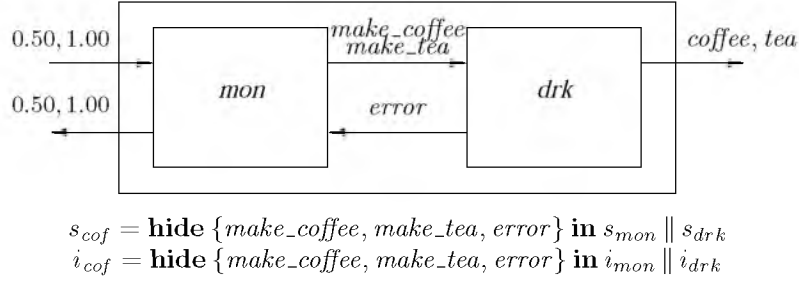 make_coffee
0.50, 1.00
make_tea
coffee, tea
mon
drk
0.50, 1.00
error
s_cof = hide {make_coffee, make_tea, error} in s_mon ∥ s_drk
i_cof = hide {make_coffee, make_tea, error} in i_mon ∥ i_drk